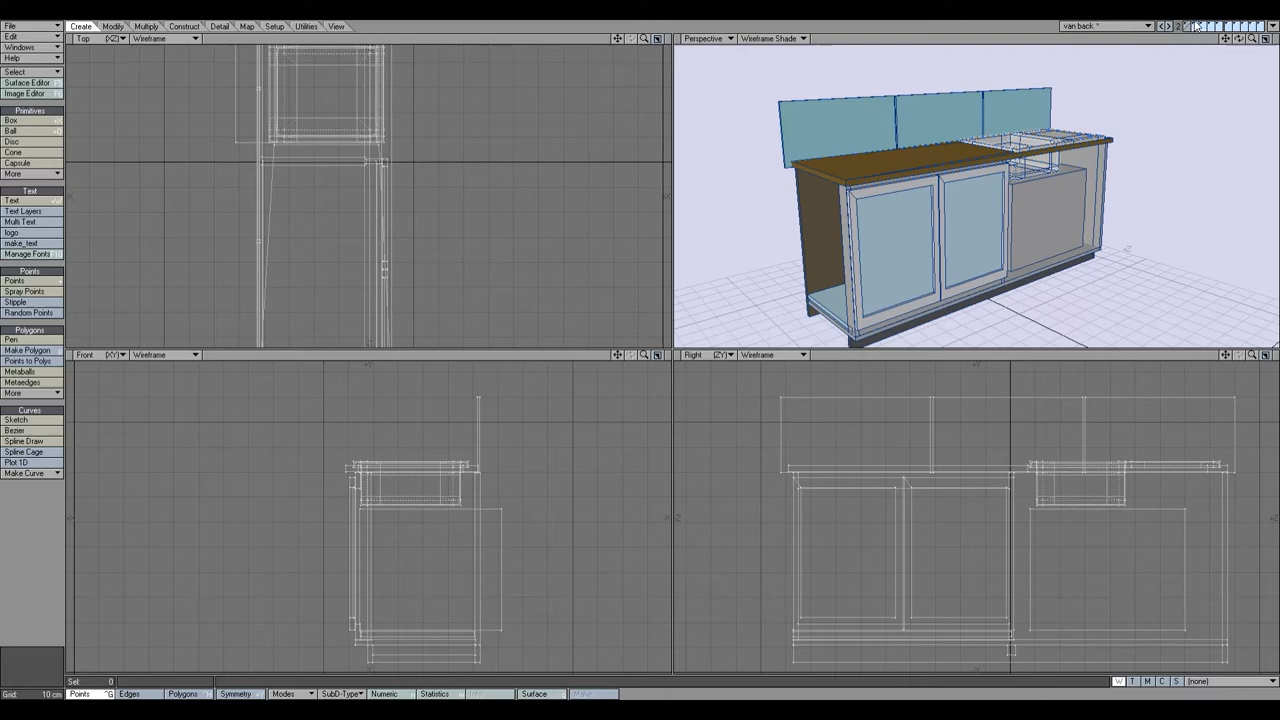 File Create Modify Multiply Construct Detail Map Setup Utilities View van back * 2
Edit
Windows
Help
Select
Surface Editor
Image Editor
Primitives
Box
Ball
Disc
Cone
Capsule
More
Text
Text
Text Layers
Multi Text
logo
make_text
Manage Fonts
Points
Points
Spray Points
Stipple
Random Points
Polygons
Pen
Make Polygon
Points to Polys
Metaballs
Metaedges
More
Curves
Sketch
Bezier
Spline Draw
Spline Cage
Plot 1D
Make Curve
Top (XZ) Wireframe
Perspective Wireframe Shade
Front (XY) Wireframe
Right (ZY) Wireframe
Sel: 0 W T M C S (none)
Grid: 10 cm Points ^G Edges Polygons Symmetry Modes SubD-Type Numeric Statistics Surface